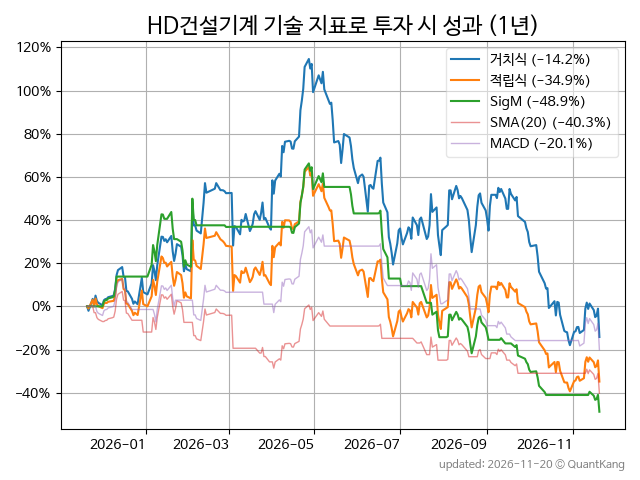 HD건설기계 기술 지표로 투자 시 성과 (1년)
120%
100%
80%
60%
40%
20%
0%
−20%
−40%
거치식 (−14.2%)
적립식 (−34.9%)
SigM (−48.9%)
SMA(20) (−40.3%)
MACD (−20.1%)
2026-01 2026-03 2026-05 2026-07 2026-09 2026-11
updated: 2026-11-20 © QuantKang